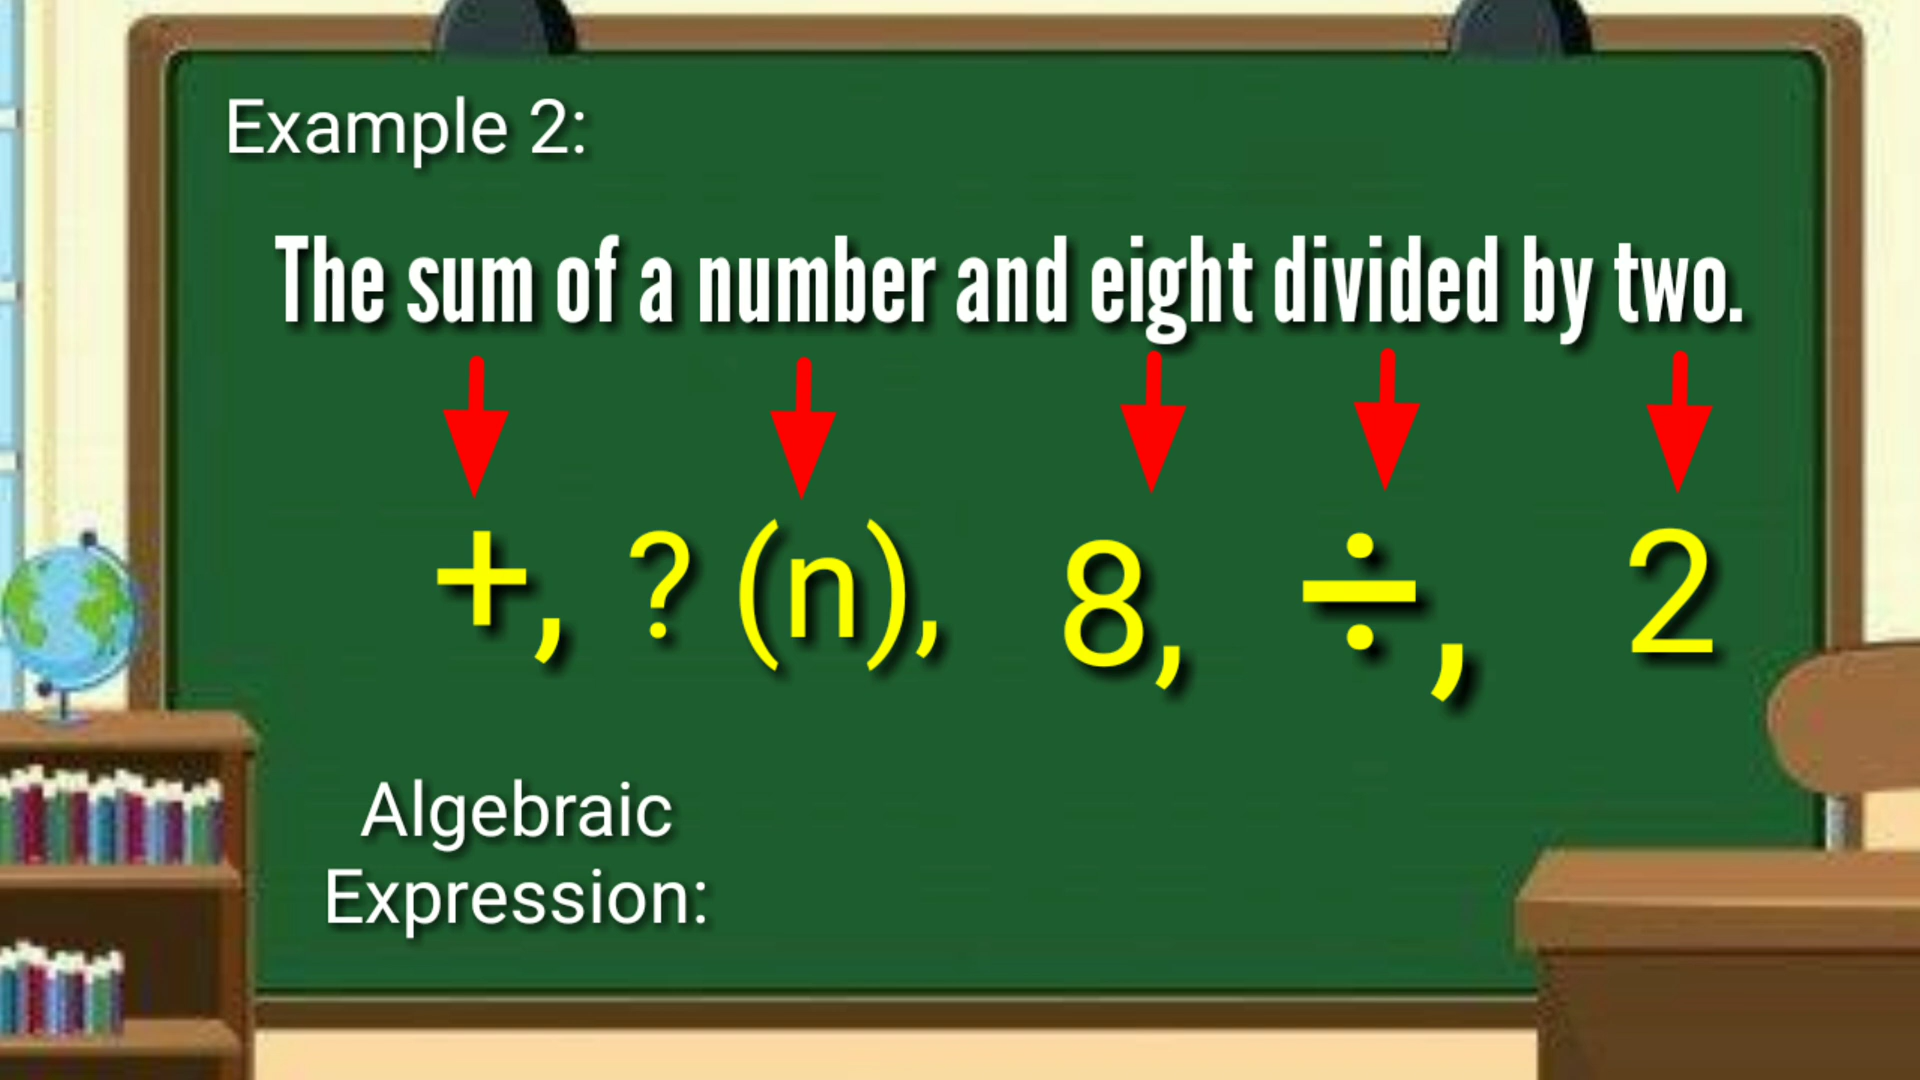 Example 2:
The sum of a number and eight divided by two.
+, ? (n), 8, ÷, 2
Algebraic
Expression: